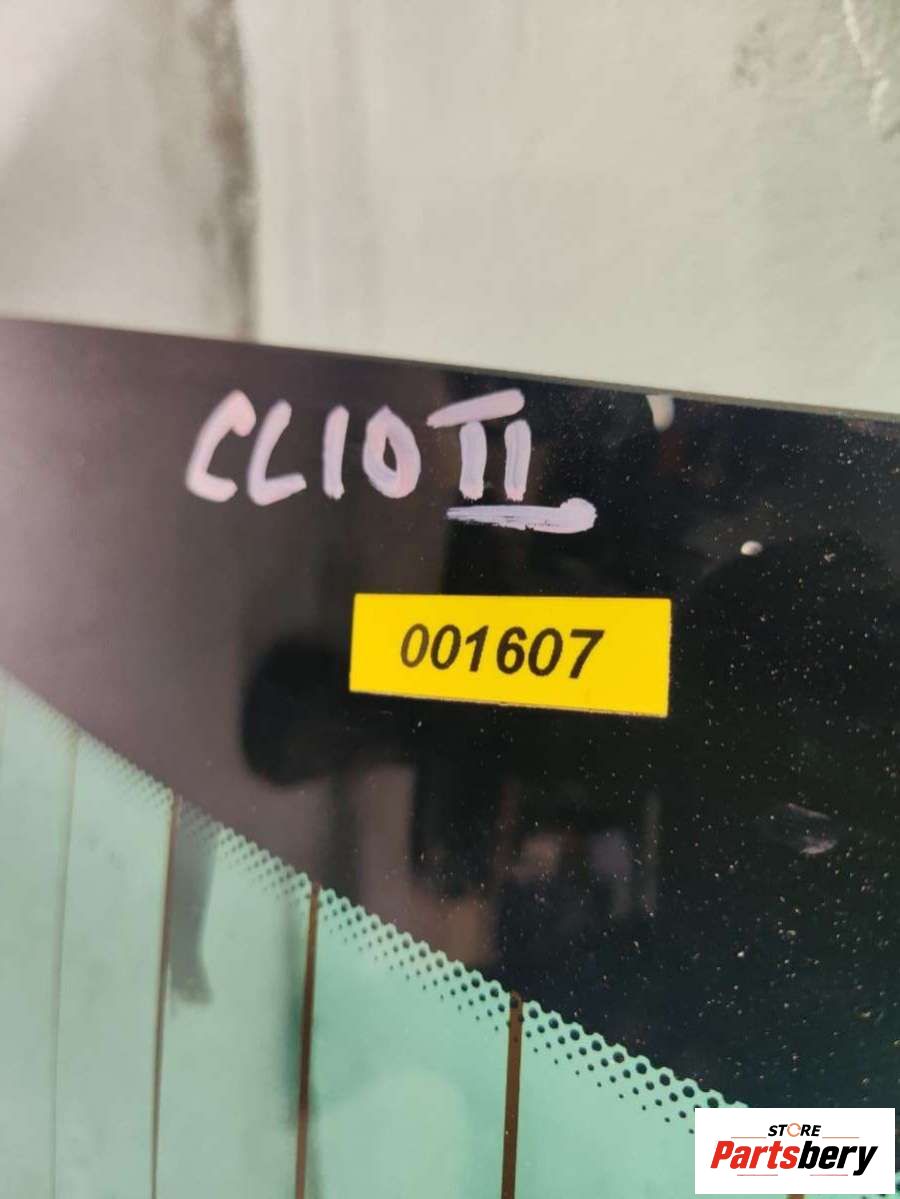 CLIO II
001607
STORE
Partsbery